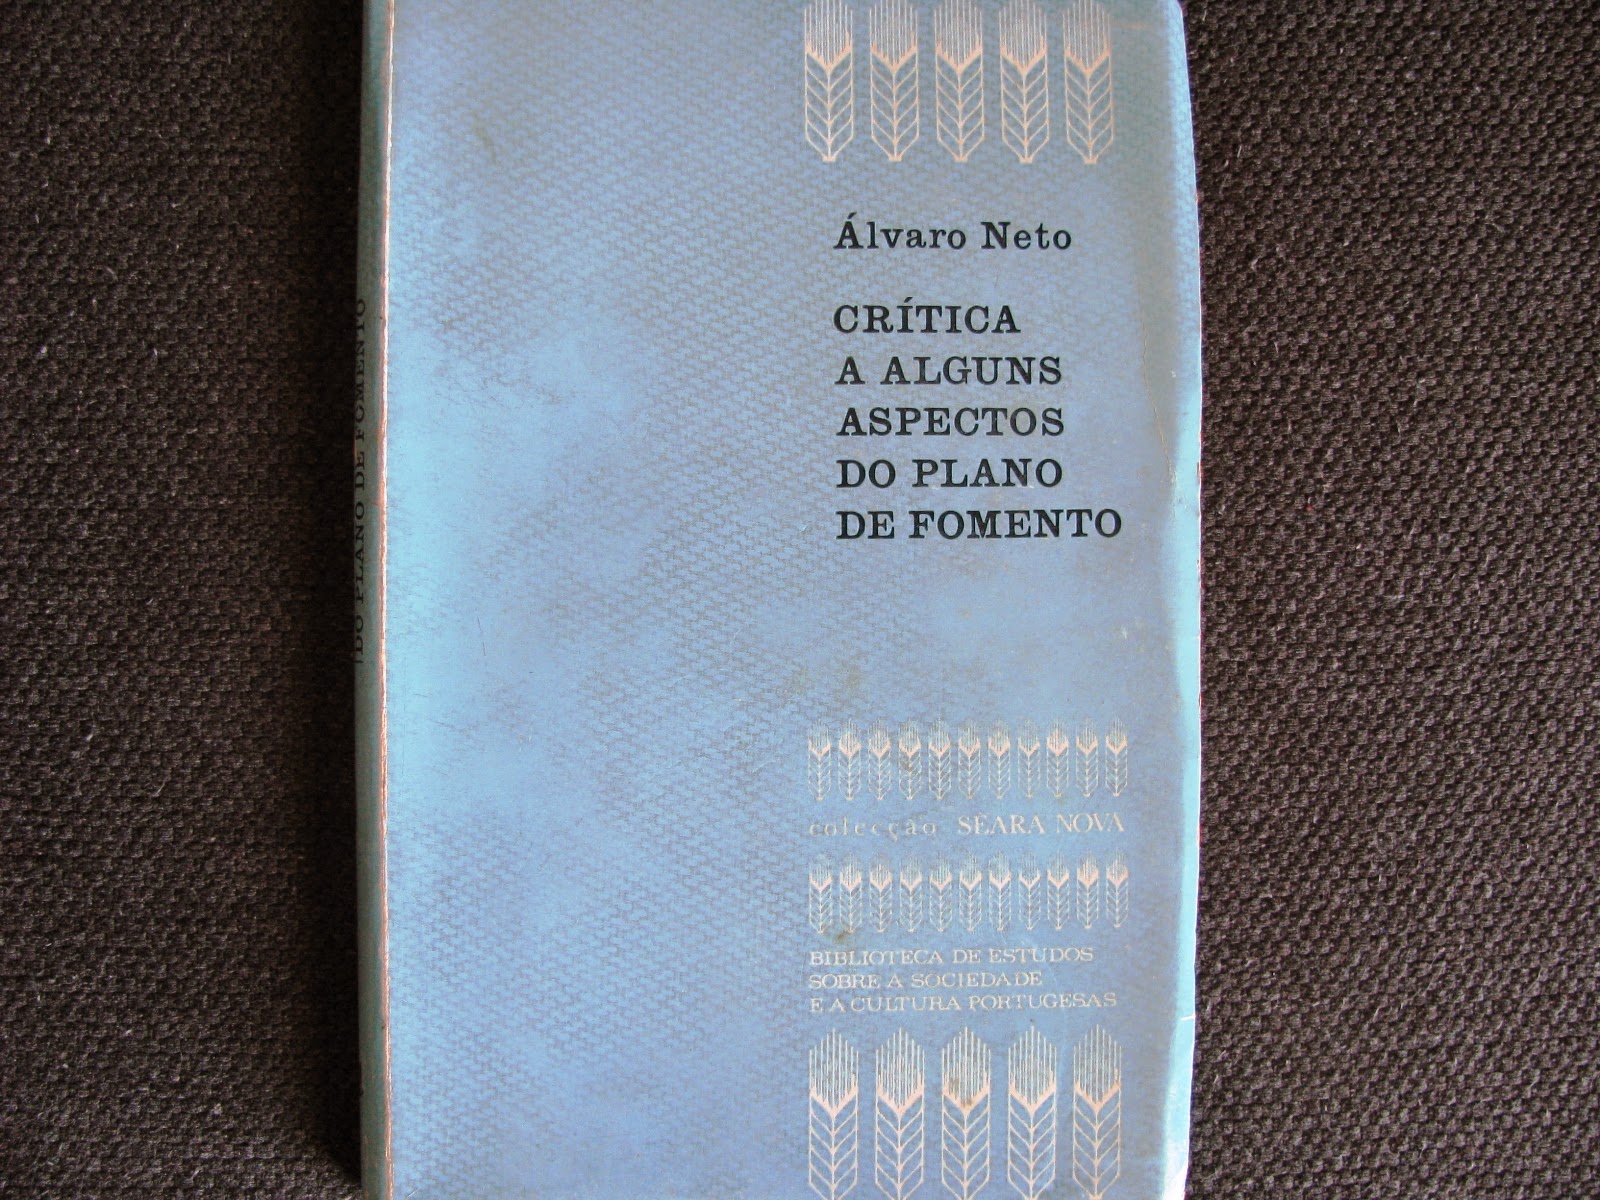 Álvaro Neto
CRÍTICA
A ALGUNS
ASPECTOS
DO PLANO
DE FOMENTO
colecção SEARA NOVA
BIBLIOTECA DE ESTUDOS
SOBRE A SOCIEDADE
E A CULTURA PORTUGESAS
DO PLANO DE FOMENTO